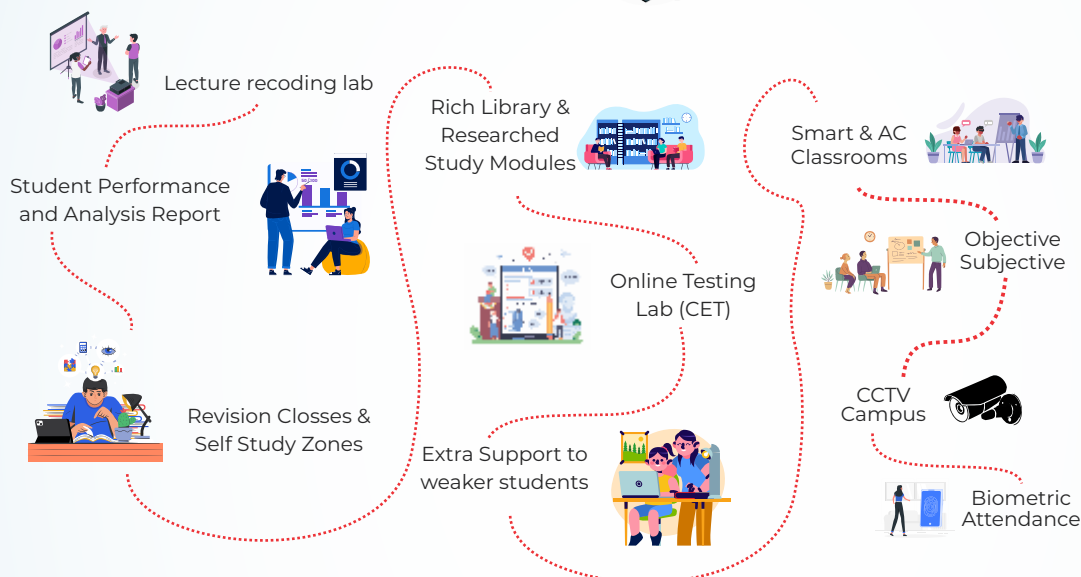 Lecture recoding lab
Student Performance
and Analysis Report
Revision Closses &
Self Study Zones
Rich Library &
Researched
Study Modules
Online Testing
Lab (CET)
Extra Support to
weaker students
Smart & AC
Classrooms
Objective
Subjective
CCTV
Campus
Biometric
Attendance